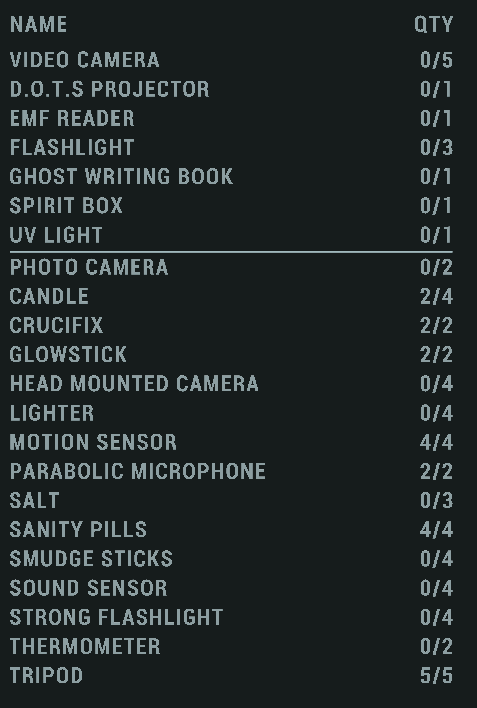 NAME QTY
VIDEO CAMERA 0/5
D.O.T.S PROJECTOR 0/1
EMF READER 0/1
FLASHLIGHT 0/3
GHOST WRITING BOOK 0/1
SPIRIT BOX 0/1
UV LIGHT 0/1
PHOTO CAMERA 0/2
CANDLE 2/4
CRUCIFIX 2/2
GLOWSTICK 2/2
HEAD MOUNTED CAMERA 0/4
LIGHTER 0/4
MOTION SENSOR 4/4
PARABOLIC MICROPHONE 2/2
SALT 0/3
SANITY PILLS 4/4
SMUDGE STICKS 0/4
SOUND SENSOR 0/4
STRONG FLASHLIGHT 0/4
THERMOMETER 0/2
TRIPOD 5/5